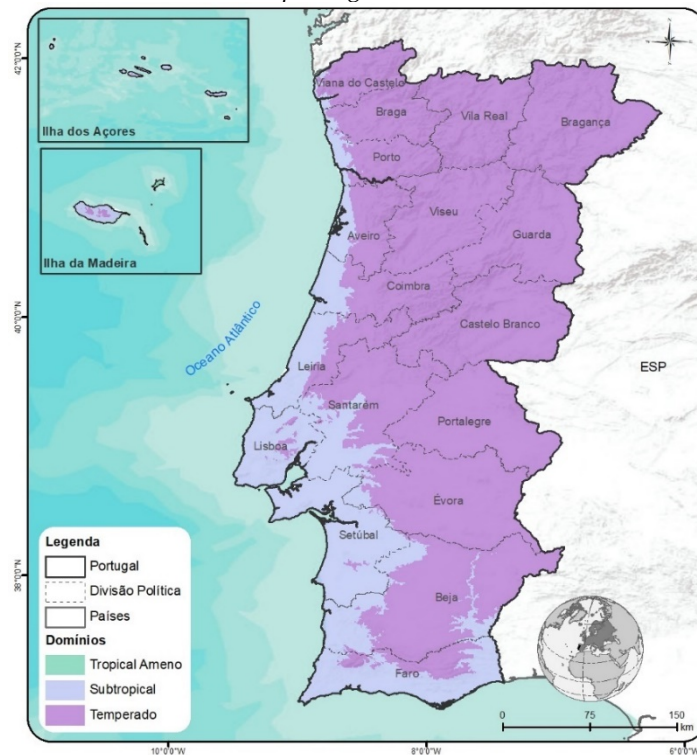 42°0'0"N
Ilha dos Açores
Ilha da Madeira
Viana do Castelo
Braga
Vila Real
Bragança
Porto
Aveiro
Viseu
Guarda
Coimbra
40°0'0"N
Castelo Branco
Oceano Atlântico
Leiria
ESP
Santarém
Portalegre
Lisboa
Évora
Setúbal
38°0'0"N
Beja
Faro
Legenda
Portugal
Divisão Política
Países
Domínios
Tropical Ameno
Subtropical
Temperado
0 75 150
km
10°0'0"W 8°0'0"W